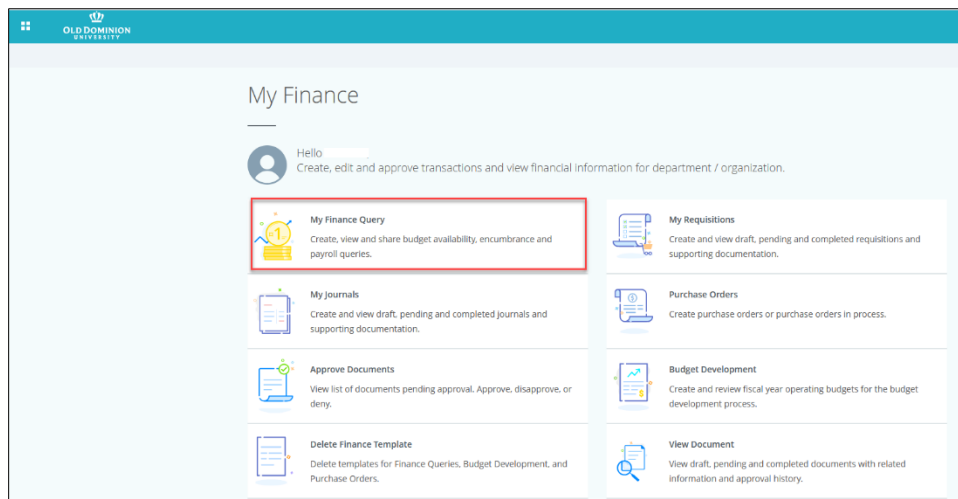 OLD DOMINION
UNIVERSITY
My Finance
Hello
Create, edit and approve transactions and view financial information for department / organization.
My Finance Query
Create, view and share budget availability, encumbrance and
payroll queries.
My Requisitions
Create and view draft, pending and completed requisitions and
supporting documentation.
My Journals
Create and view draft, pending and completed journals and
supporting documentation.
Purchase Orders
Create purchase orders or purchase orders in process.
Approve Documents
View list of documents pending approval. Approve, disapprove, or
deny.
Budget Development
Create and review fiscal year operating budgets for the budget
development process.
Delete Finance Template
Delete templates for Finance Queries, Budget Development, and
Purchase Orders.
View Document
View draft, pending and completed documents with related
information and approval history.